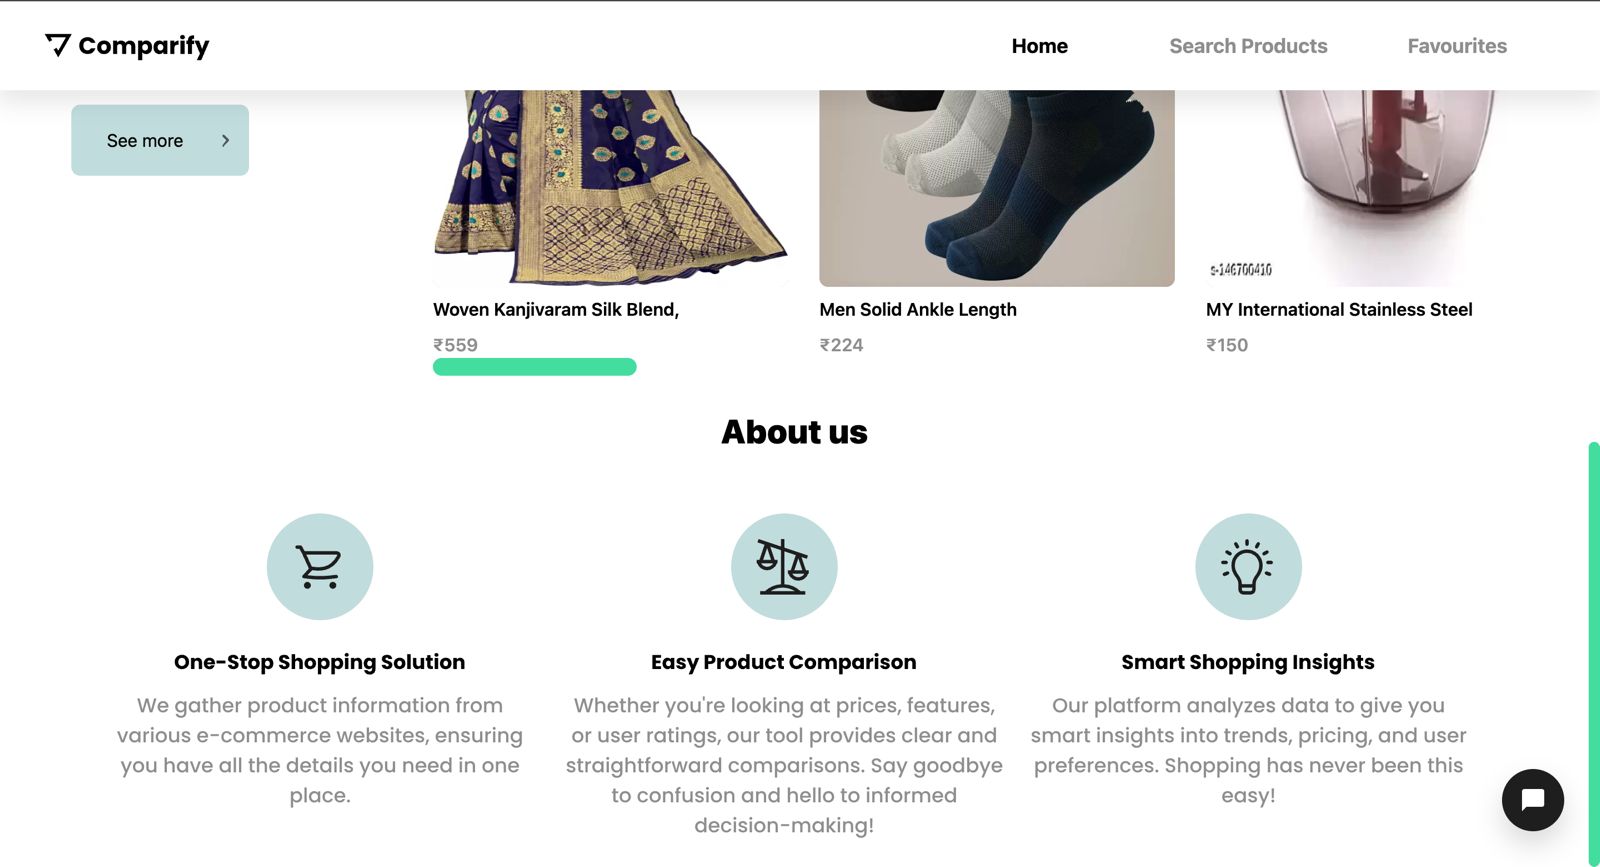 Comparify
Home
Search Products
Favourites
See more
s-146700410
Woven Kanjivaram Silk Blend,
₹559
Men Solid Ankle Length
₹224
MY International Stainless Steel
₹150
About us
One-Stop Shopping Solution
We gather product information from
various e-commerce websites, ensuring
you have all the details you need in one
place.
Easy Product Comparison
Whether you're looking at prices, features,
or user ratings, our tool provides clear and
straightforward comparisons. Say goodbye
to confusion and hello to informed
decision-making!
Smart Shopping Insights
Our platform analyzes data to give you
smart insights into trends, pricing, and user
preferences. Shopping has never been this
easy!